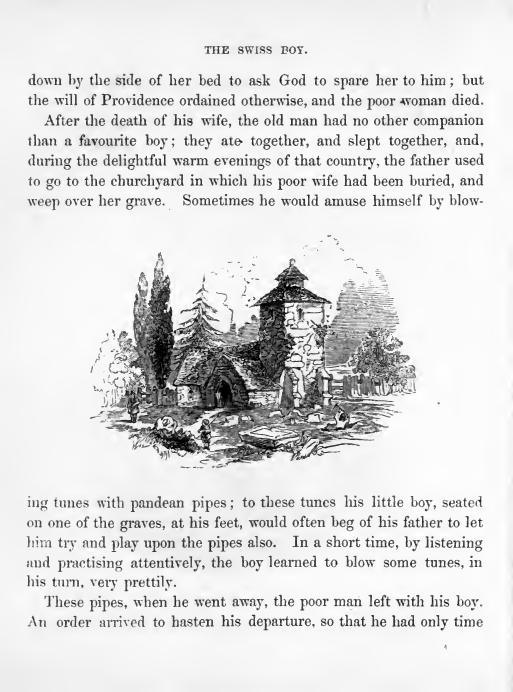 THE SWISS BOY.
down by the side of her bed to ask God to spare her to him; but
the will of Providence ordained otherwise, and the poor woman died.
After the death of his wife, the old man had no other companion
than a favourite boy; they ate together, and slept together, and,
during the delightful warm evenings of that country, the father used
to go to the churchyard in which his poor wife had been buried, and
weep over her grave. Sometimes he would amuse himself by blow-
ing tunes with pandean pipes; to these tunes his little boy, seated
on one of the graves, at his feet, would often beg of his father to let
him try and play upon the pipes also. In a short time, by listening
and practising attentively, the boy learned to blow some tunes, in
his turn, very prettily.
These pipes, when he went away, the poor man left with his boy.
An order arrived to hasten his departure, so that he had only time